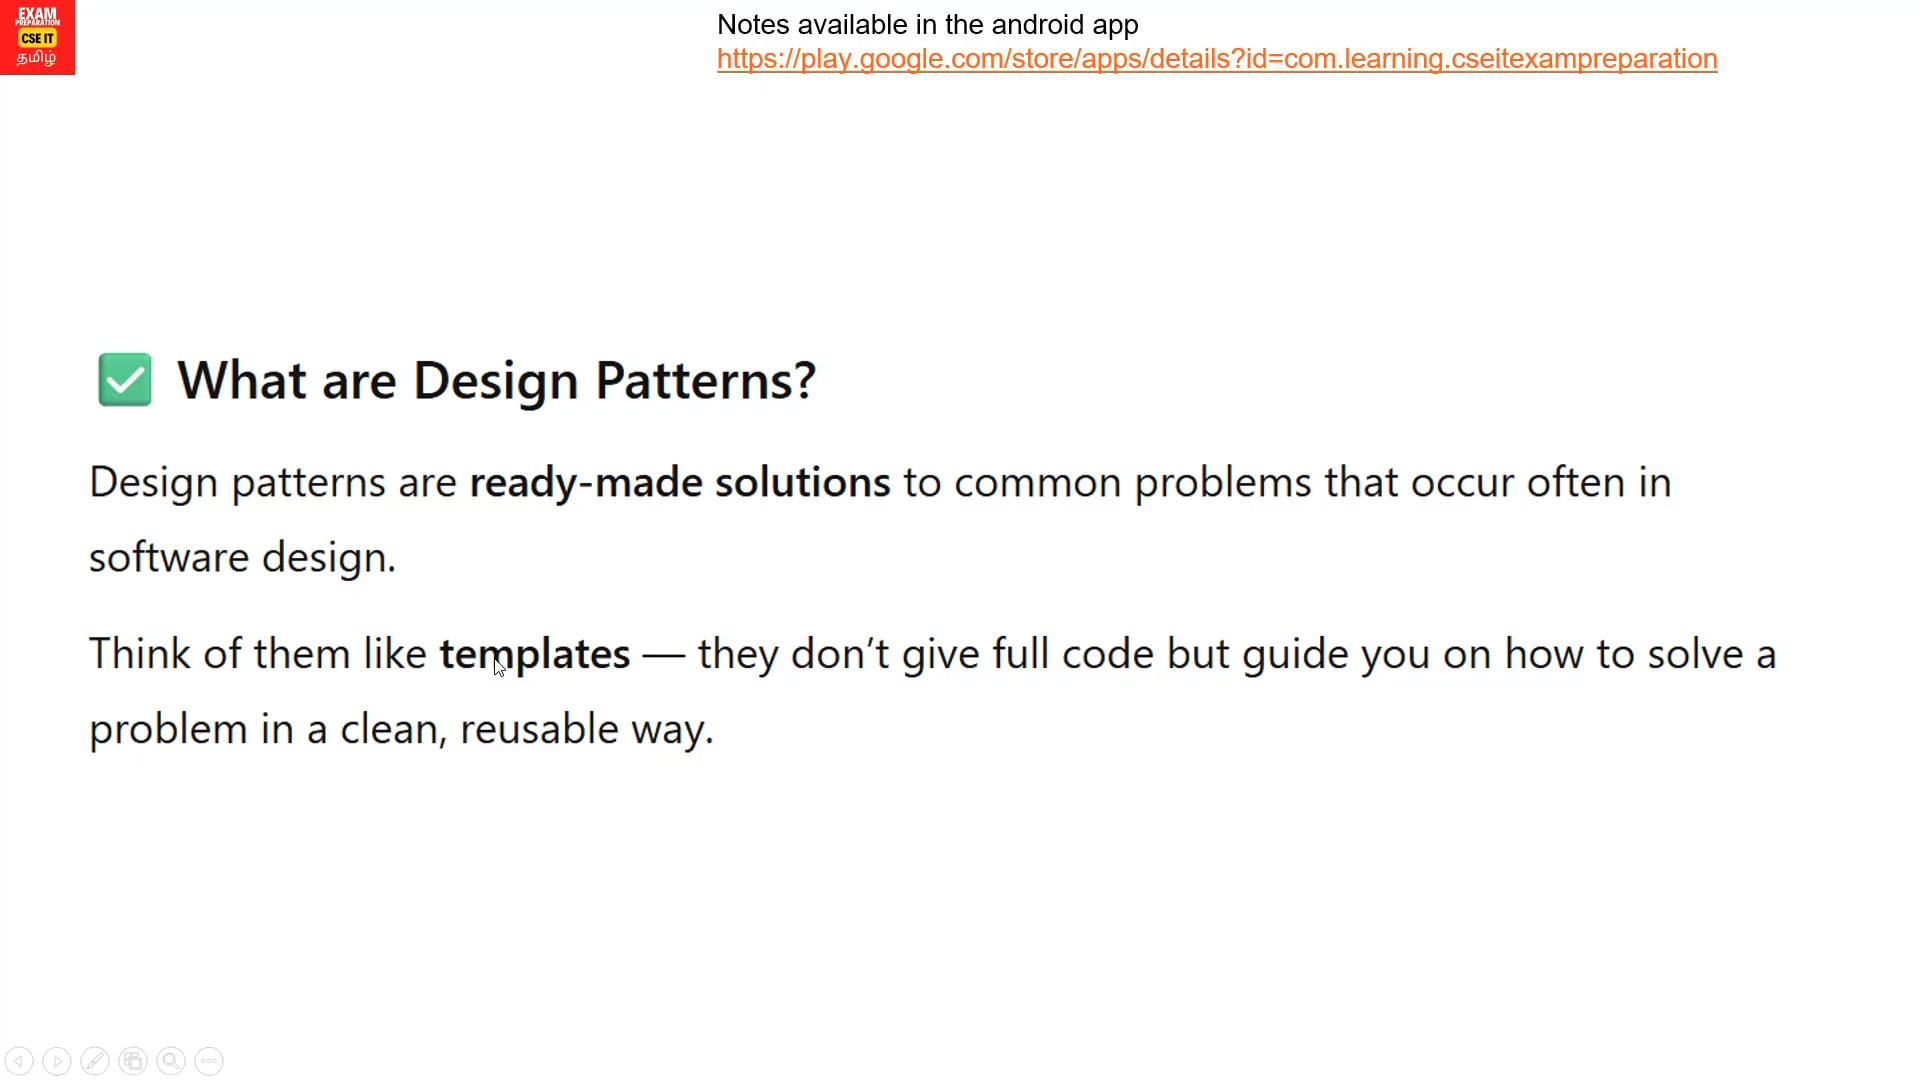 EXAM
PREPARATION
CSE IT
தமிழ்
Notes available in the android app
https://play.google.com/store/apps/details?id=com.learning.cseitexampreparation
What are Design Patterns?
Design patterns are ready-made solutions to common problems that occur often in
software design.
Think of them like templates — they don’t give full code but guide you on how to solve a
problem in a clean, reusable way.